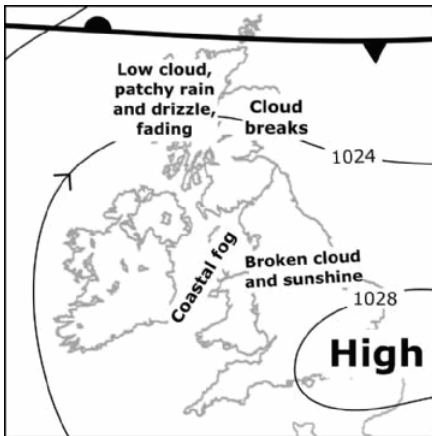 Low cloud,
patchy rain
and drizzle,
fading
Cloud
breaks
1024
Coastal fog
Broken cloud
and sunshine
1028
High